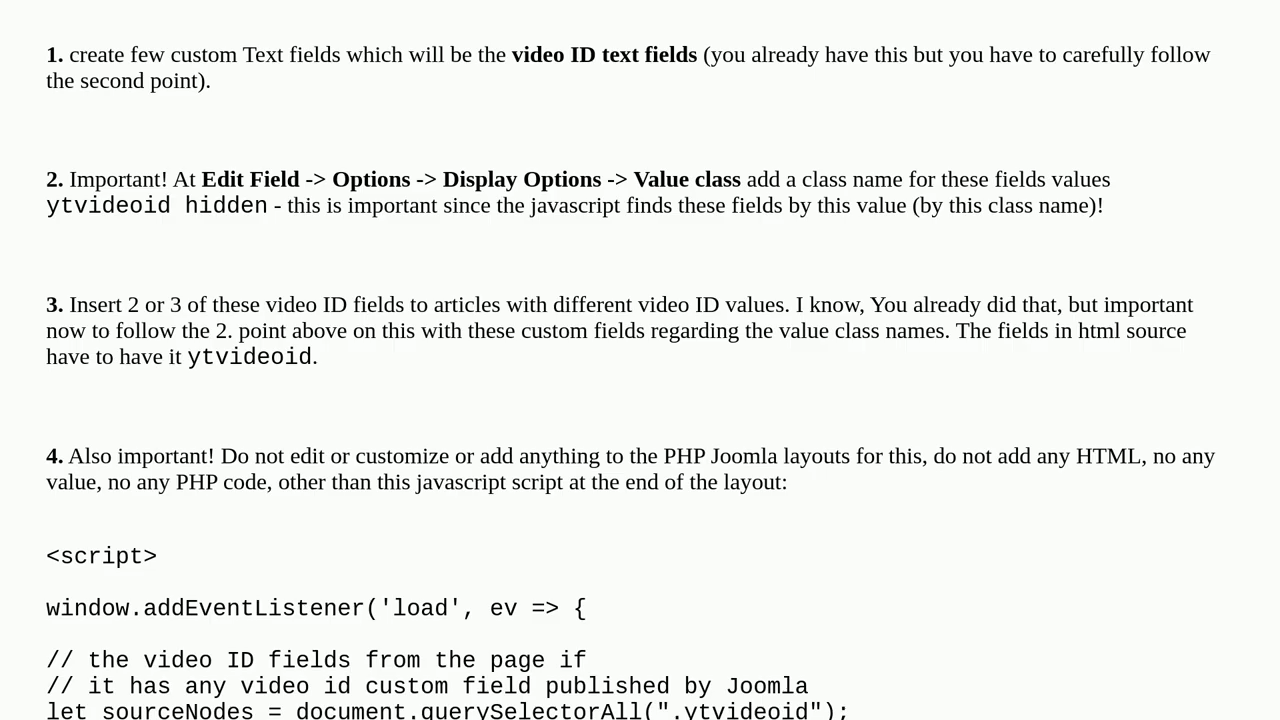 1. create few custom Text fields which will be the video ID text fields (you already have this but you have to carefully follow
the second point).
2. Important! At Edit Field -> Options -> Display Options -> Value class add a class name for these fields values
ytvideoid hidden - this is important since the javascript finds these fields by this value (by this class name)!
3. Insert 2 or 3 of these video ID fields to articles with different video ID values. I know, You already did that, but important
now to follow the 2. point above on this with these custom fields regarding the value class names. The fields in html source
have to have it ytvideoid.
4. Also important! Do not edit or customize or add anything to the PHP Joomla layouts for this, do not add any HTML, no any
value, no any PHP code, other than this javascript script at the end of the layout:
<script>
window.addEventListener('load', ev => {
// the video ID fields from the page if
// it has any video id custom field published by Joomla
let sourceNodes = document.querySelectorAll(".ytvideoid");